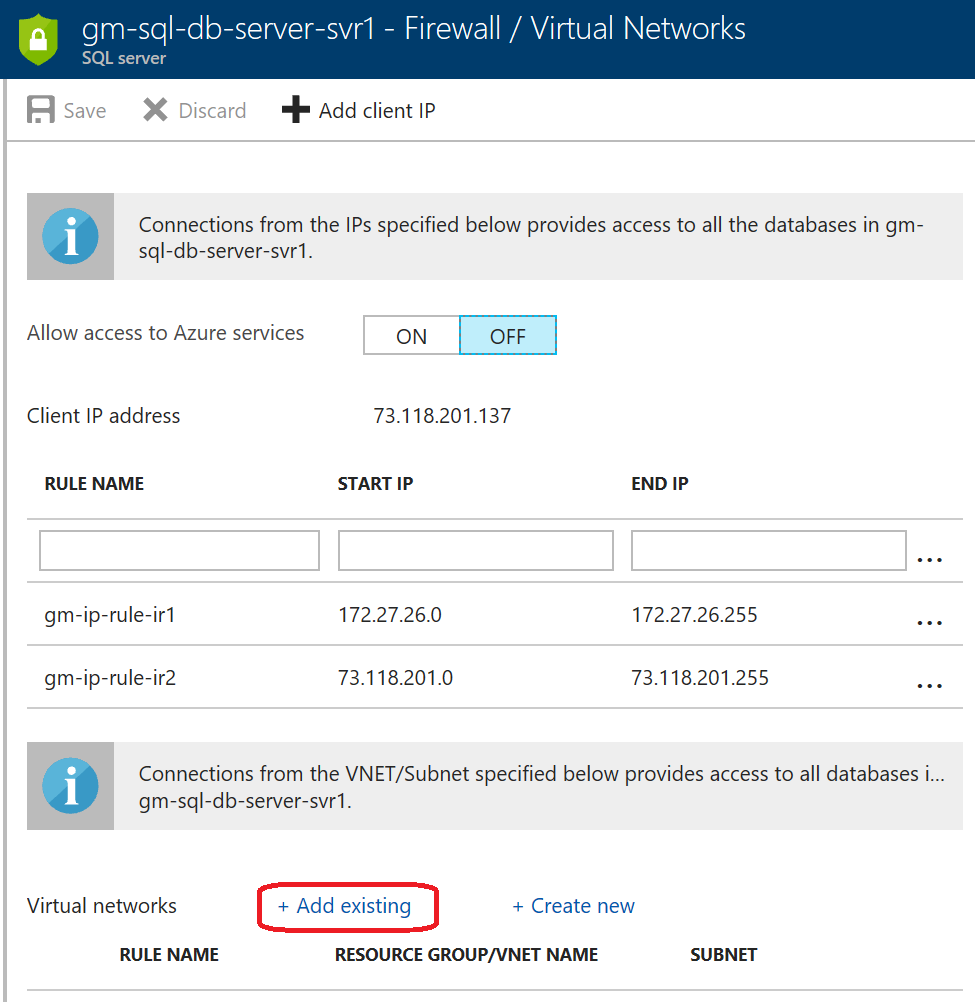 gm-sql-db-server-svr1 - Firewall / Virtual Networks
SQL server
Save Discard Add client IP
Connections from the IPs specified below provides access to all the databases in gm-
sql-db-server-svr1.
Allow access to Azure services ON OFF
Client IP address 73.118.201.137
RULE NAME START IP END IP
...
gm-ip-rule-ir1 172.27.26.0 172.27.26.255 ...
gm-ip-rule-ir2 73.118.201.0 73.118.201.255 ...
Connections from the VNET/Subnet specified below provides access to all databases i...
gm-sql-db-server-svr1.
Virtual networks + Add existing + Create new
RULE NAME RESOURCE GROUP/VNET NAME SUBNET